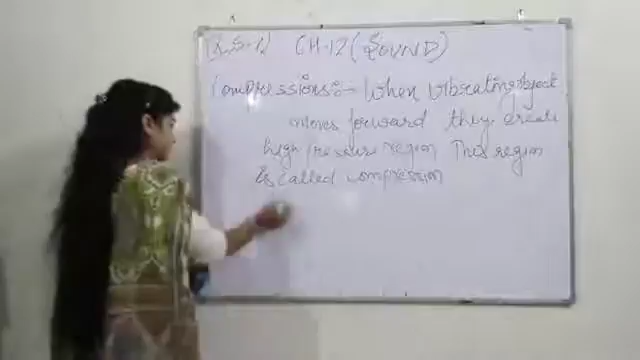 CH-12 (SOUND)
Compressions:- When vibrating object
moves forward they create
high pressure region This region
is called compression